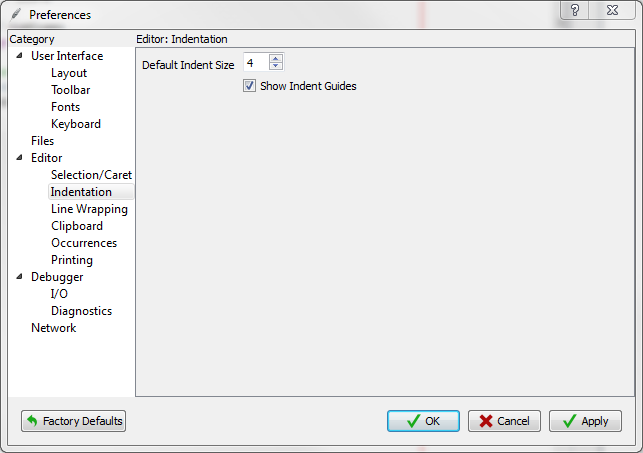 Preferences
Category
Editor: Indentation
User Interface
Default Indent Size 4
Layout
Show Indent Guides
Toolbar
Fonts
Keyboard
Files
Editor
Selection/Caret
Indentation
Line Wrapping
Clipboard
Occurrences
Printing
Debugger
I/O
Diagnostics
Network
Factory Defaults
OK
Cancel
Apply